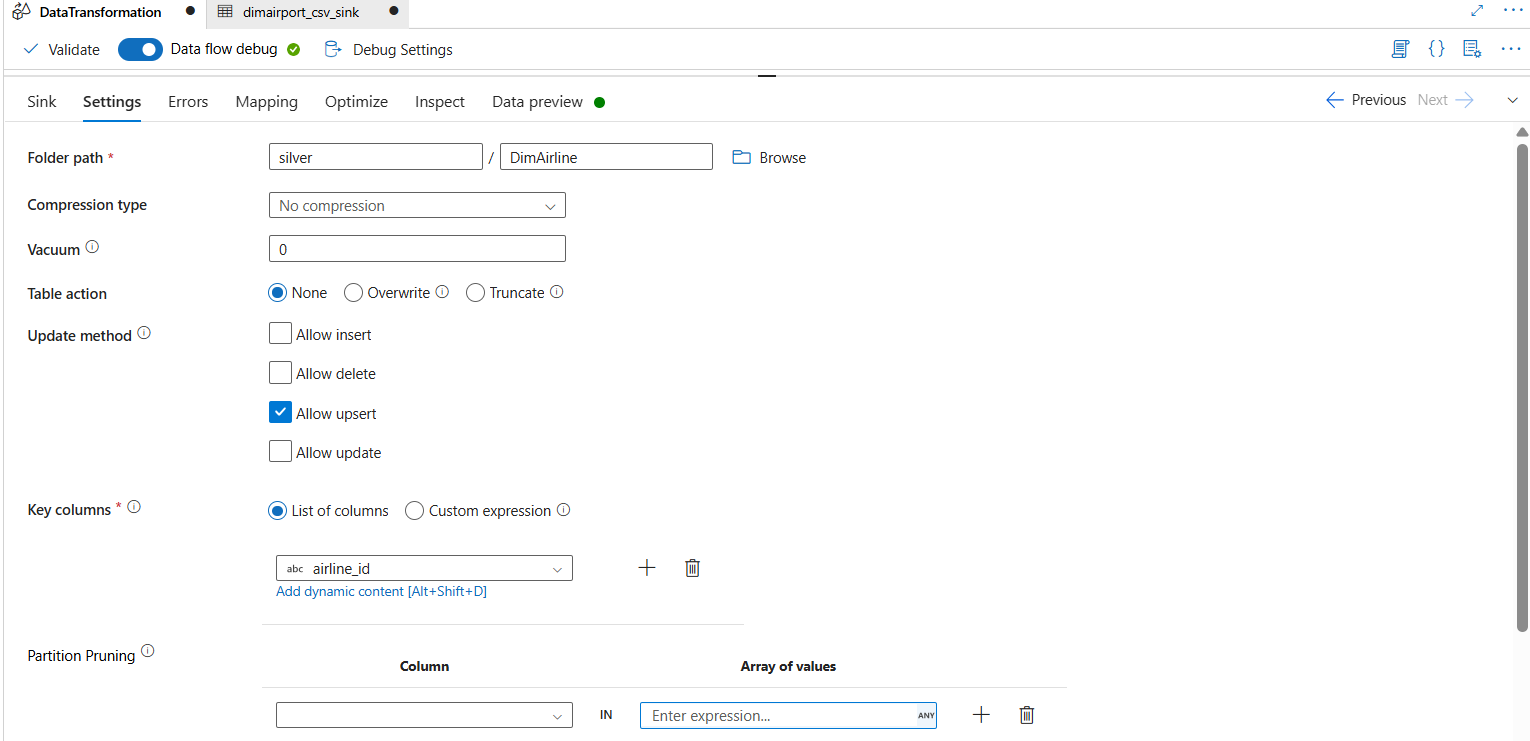 DataTransformation dimairport_csv_sink
Validate Data flow debug Debug Settings
Sink Settings Errors Mapping Optimize Inspect Data preview Previous Next
Folder path * silver / DimAirline Browse
Compression type No compression
Vacuum 0
Table action None Overwrite Truncate
Update method Allow insert
Allow delete
Allow upsert
Allow update
Key columns * List of columns Custom expression
abc airline_id
Add dynamic content [Alt+Shift+D]
Partition Pruning
Column Array of values
IN Enter expression... ANY